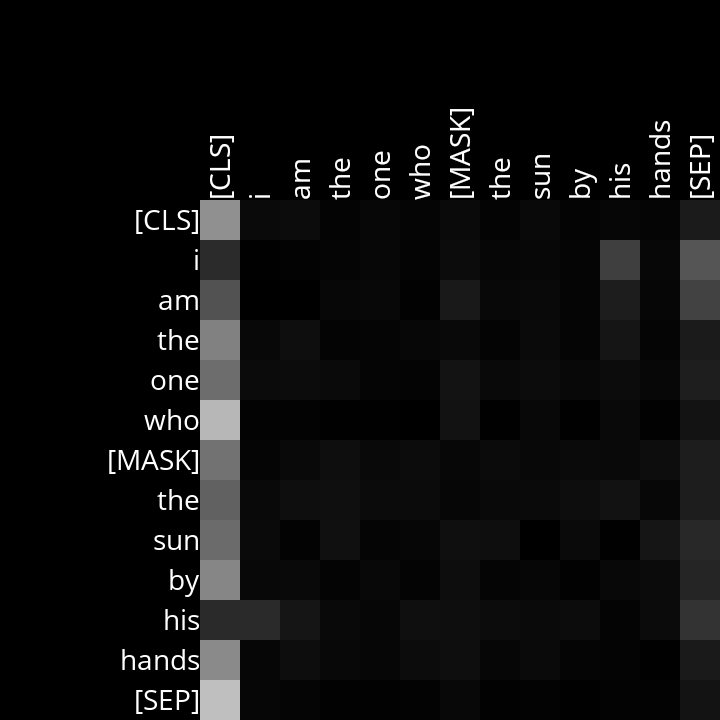 [CLS] i am the one who [MASK] the sun by his hands [SEP]
[CLS]
i
am
the
one
who
[MASK]
the
sun
by
his
hands
[SEP]